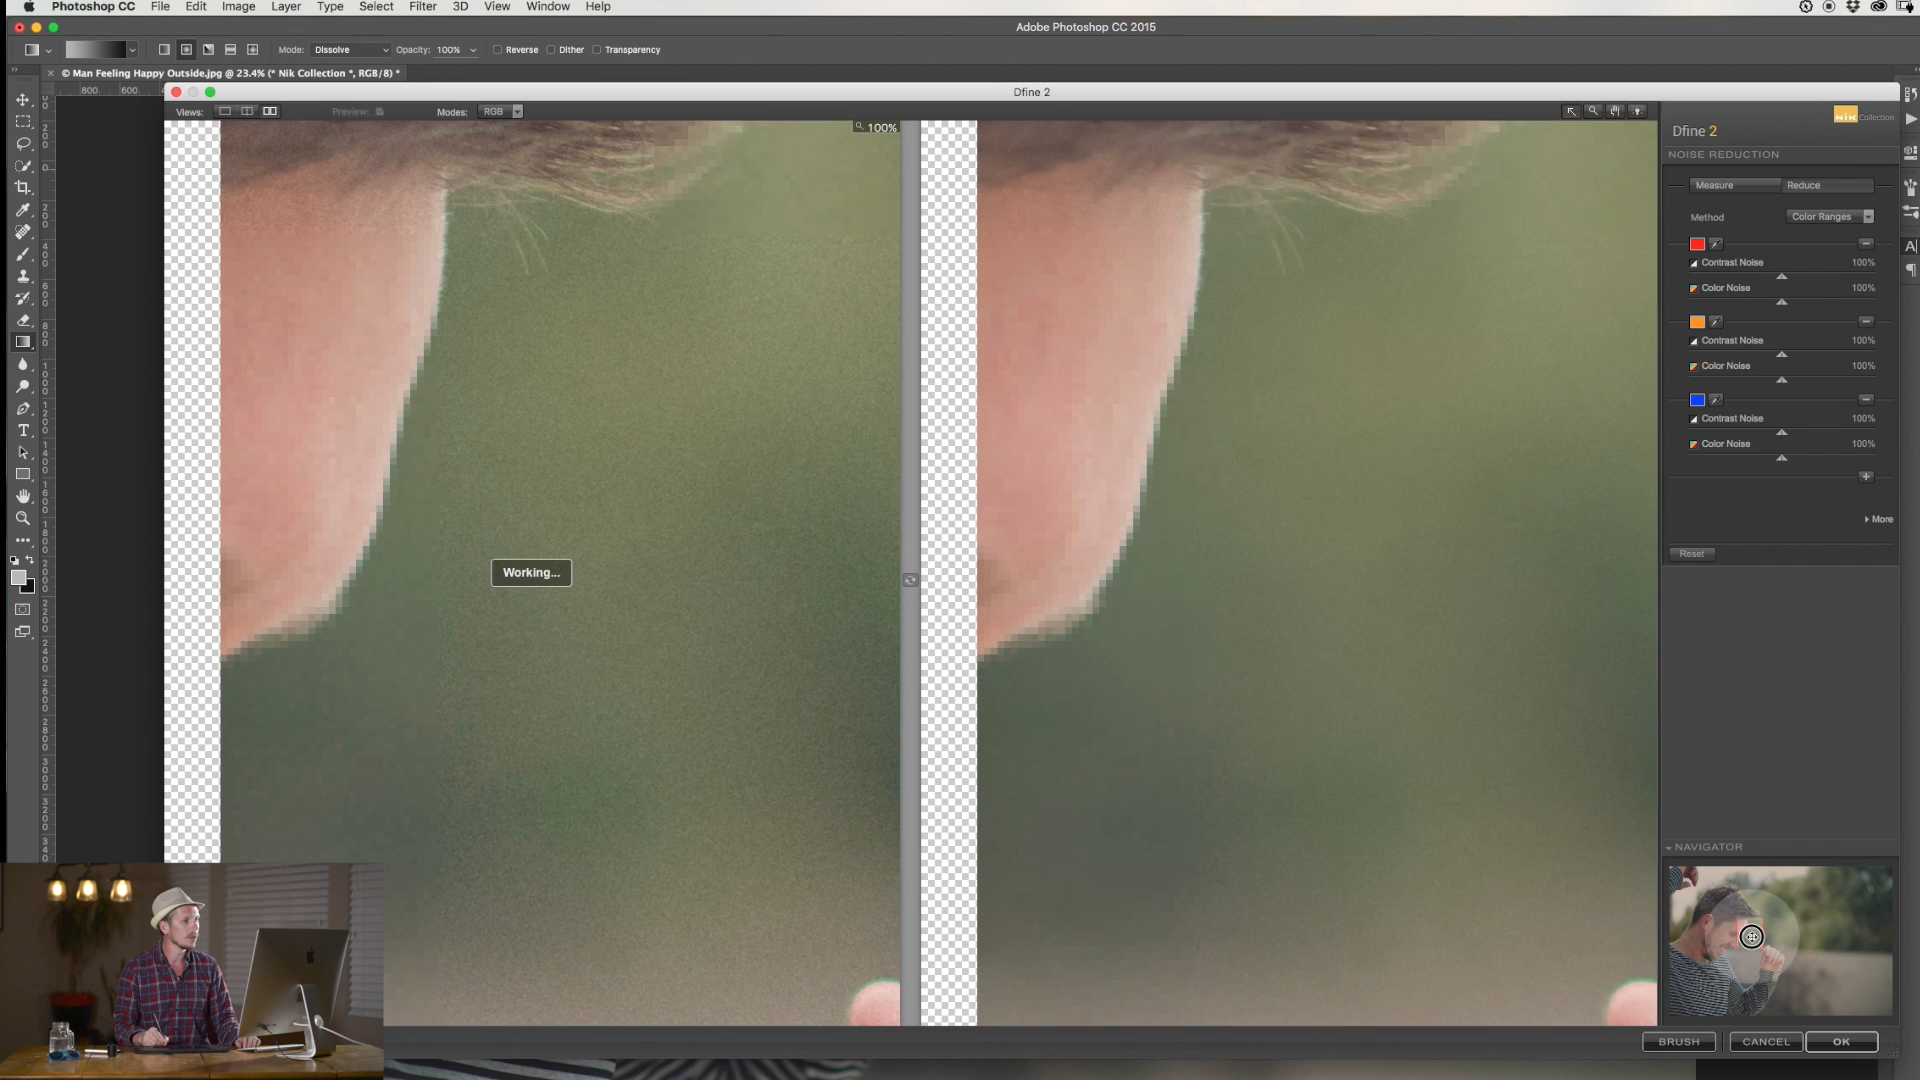 Photoshop CC File Edit Image Layer Type Select Filter 3D View Window Help
Adobe Photoshop CC 2015
Mode: Dissolve Opacity: 100% Reverse Dither Transparency
× © Man Feeling Happy Outside.jpg @ 23.4% (* Nik Collection *, RGB/8) *
800 600
Dfine 2
Views: Preview: Modes: RGB
100%
Nik Collection
Dfine 2
NOISE REDUCTION
Measure Reduce
Method Color Ranges
Contrast Noise 100%
Color Noise 100%
Contrast Noise 100%
Color Noise 100%
Contrast Noise 100%
Color Noise 100%
More
Reset
Working...
NAVIGATOR
BRUSH CANCEL OK